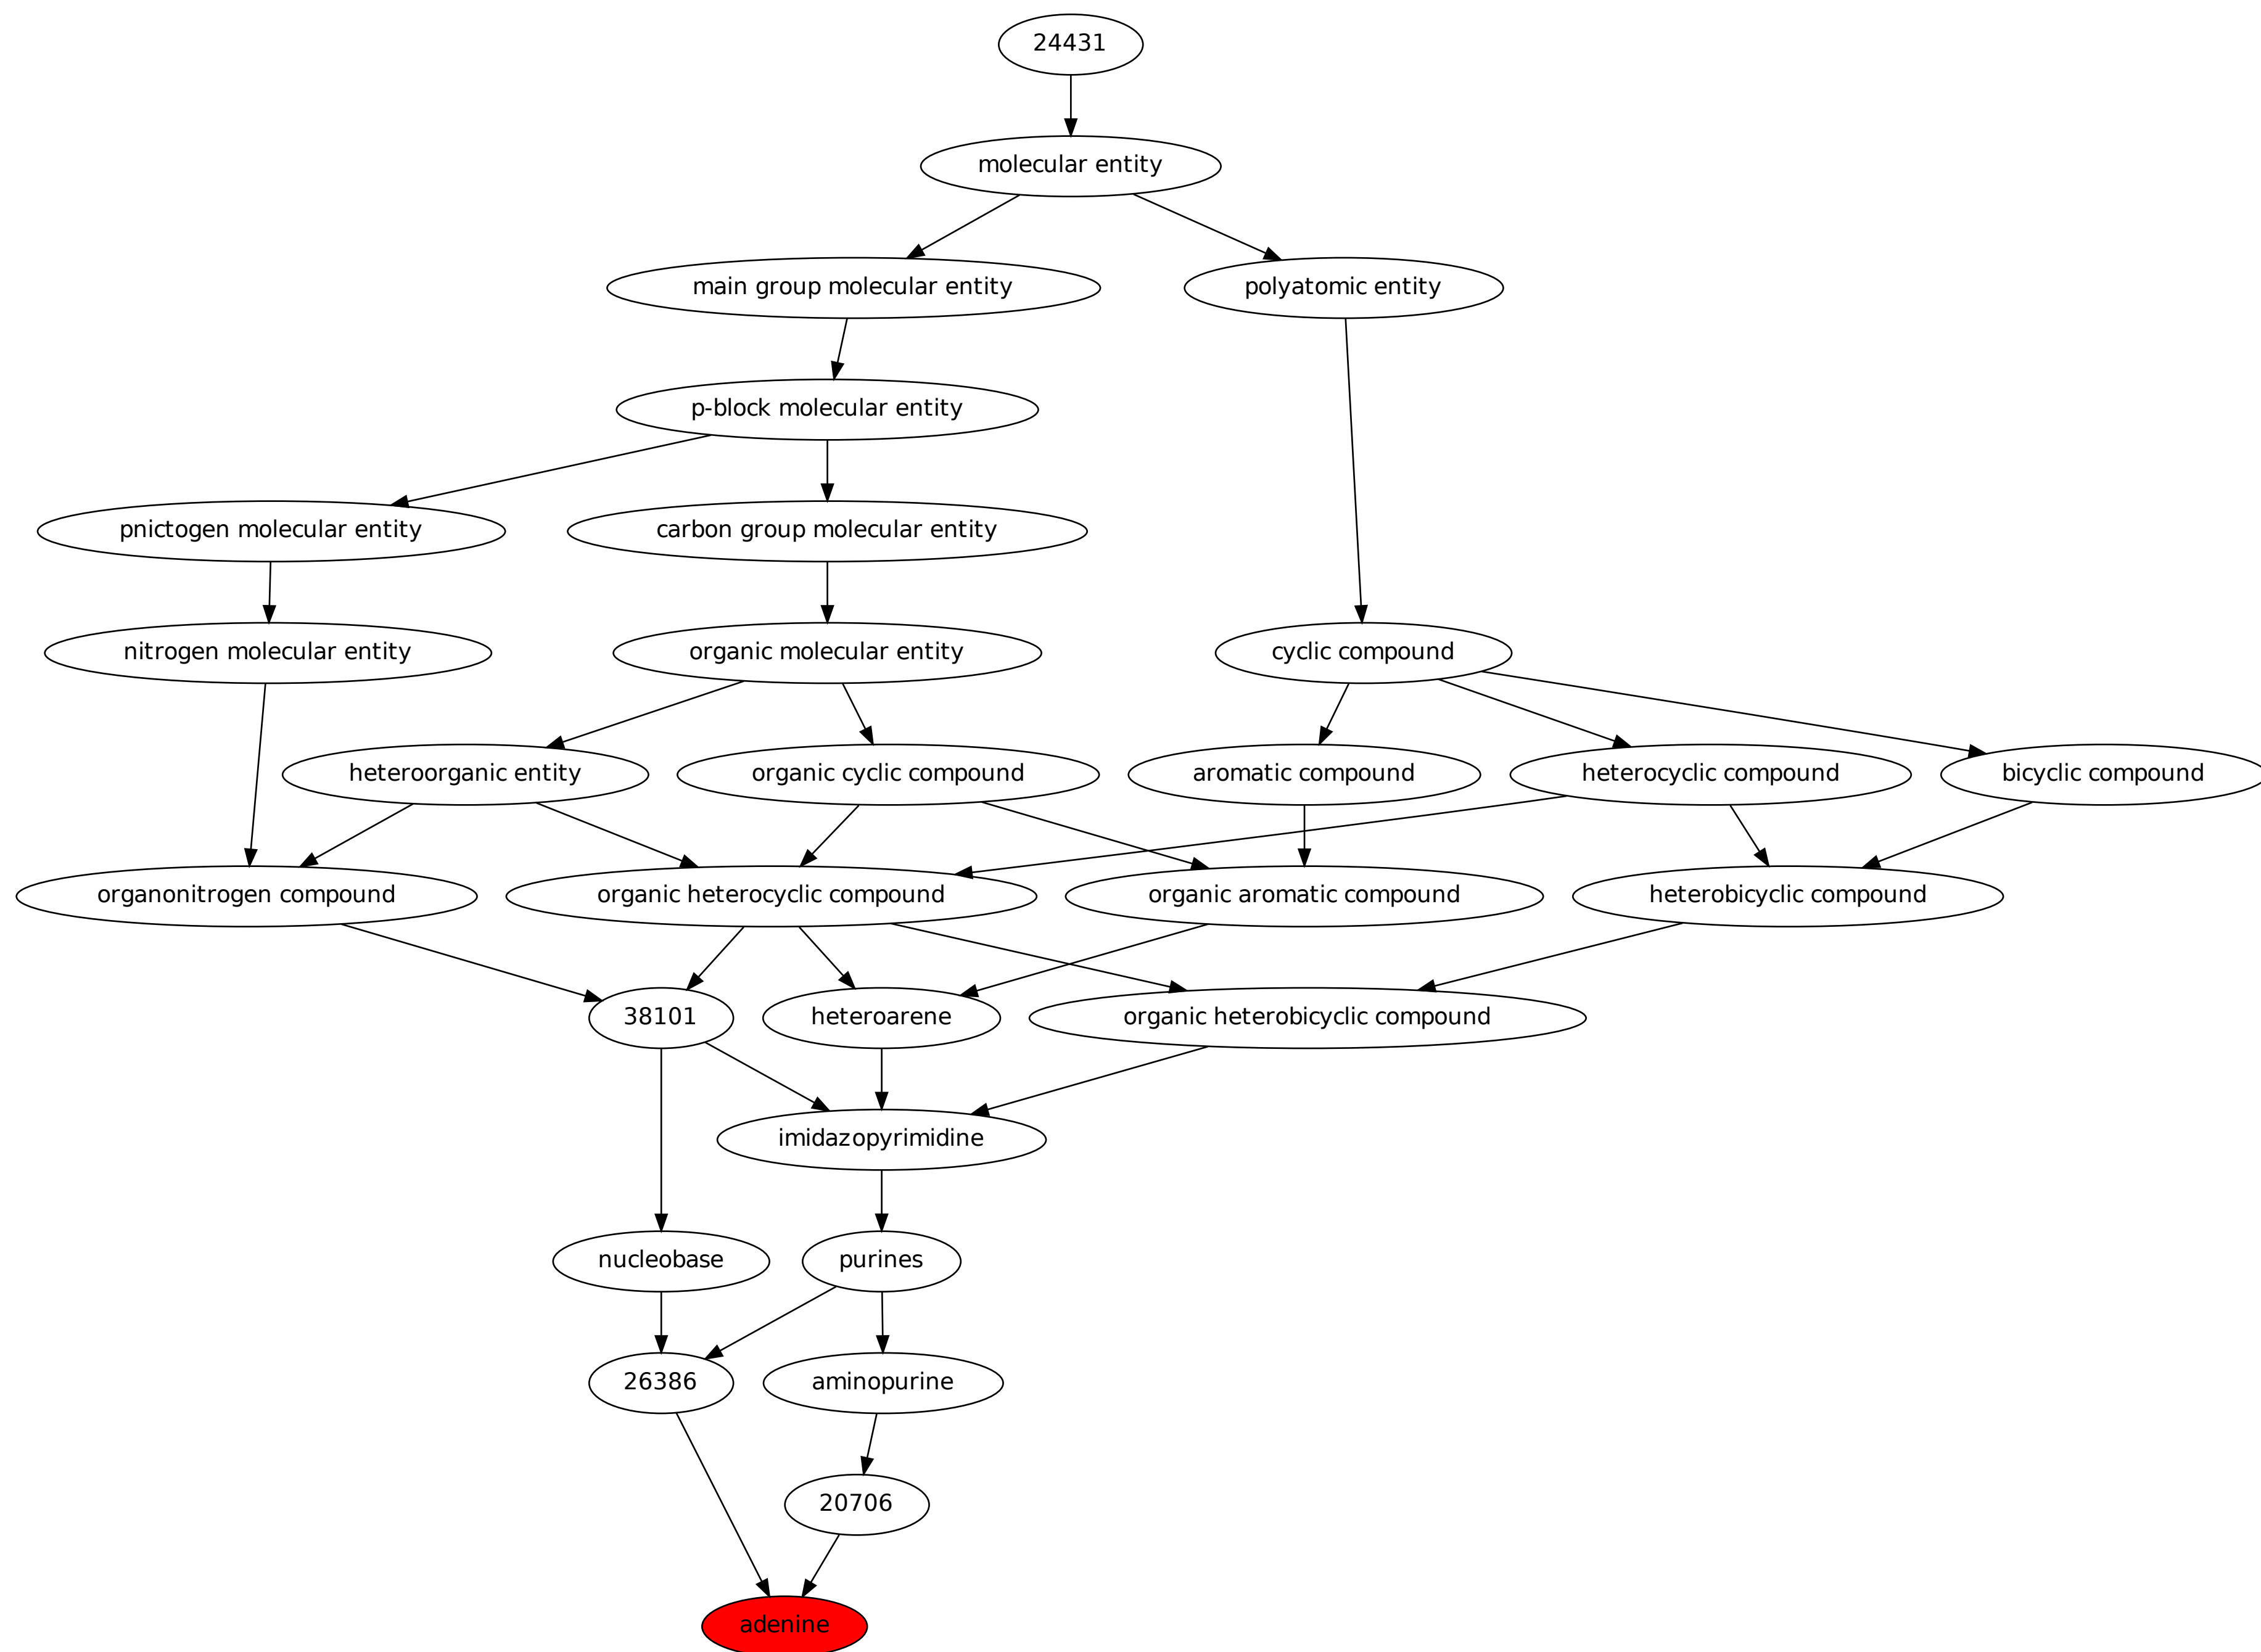 24431
molecular entity
main group molecular entity
polyatomic entity
p-block molecular entity
pnictogen molecular entity
carbon group molecular entity
nitrogen molecular entity
organic molecular entity
cyclic compound
heteroorganic entity
organic cyclic compound
aromatic compound
heterocyclic compound
bicyclic compound
organonitrogen compound
organic heterocyclic compound
organic aromatic compound
heterobicyclic compound
38101
heteroarene
organic heterobicyclic compound
imidazopyrimidine
nucleobase
purines
26386
aminopurine
20706
adenine